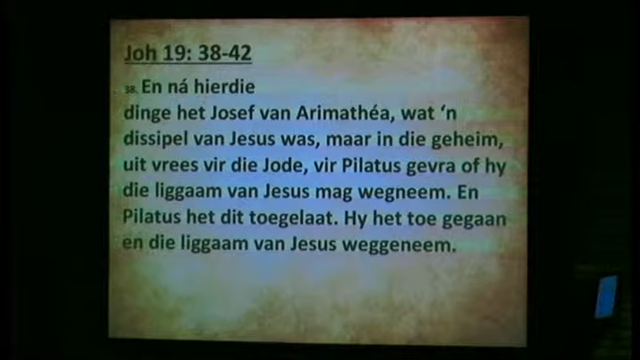 Joh 19: 38-42
38. En ná hierdie
dinge het Josef van Arimathéa, wat ‘n
dissipel van Jesus was, maar in die geheim,
uit vrees vir die Jode, vir Pilatus gevra of hy
die liggaam van Jesus mag wegneem. En
Pilatus het dit toegelaat. Hy het toe gegaan
en die liggaam van Jesus weggeneem.